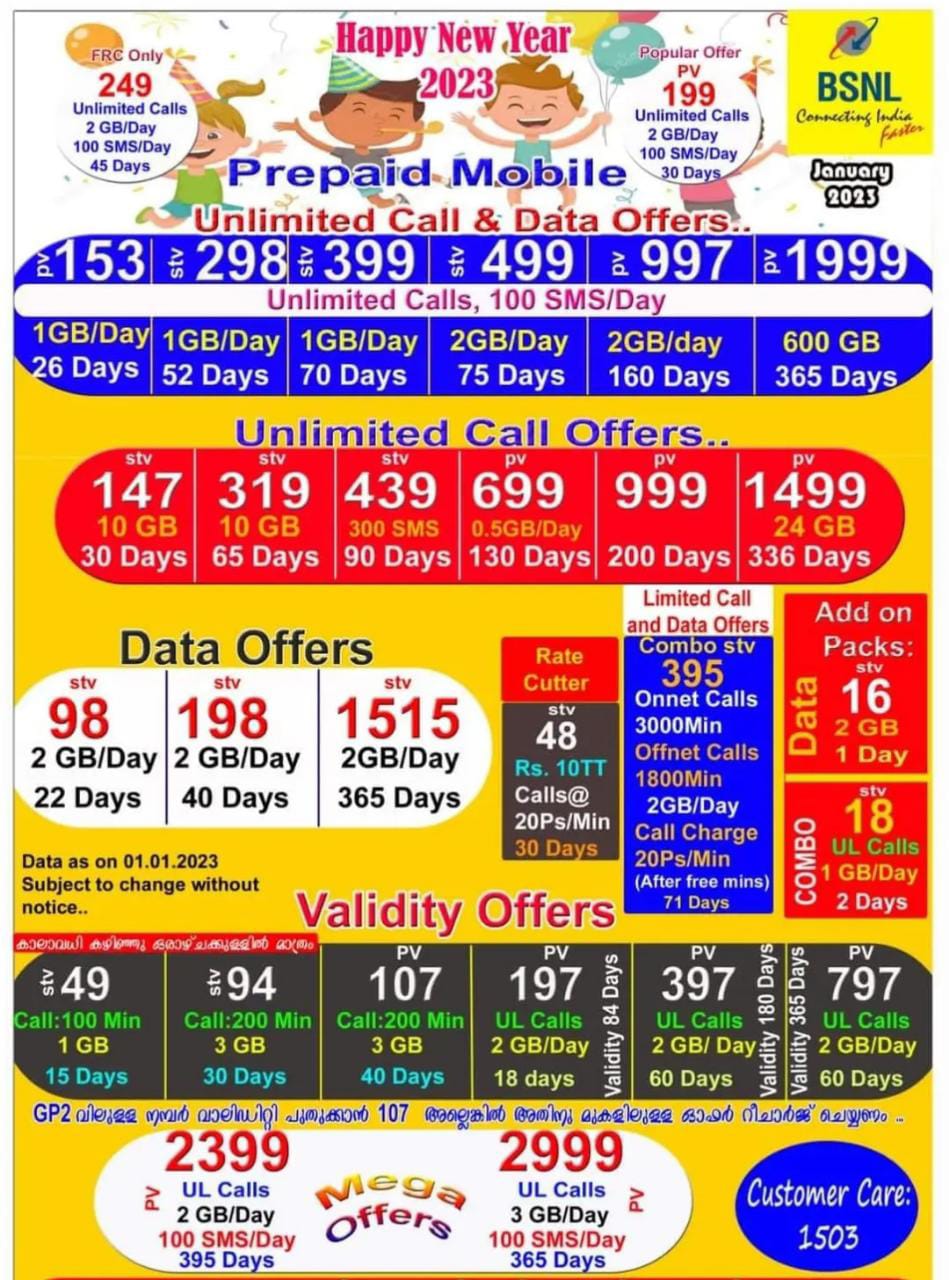 Happy New Year
2023
FRC Only
249
Unlimited Calls
2 GB/Day
100 SMS/Day
45 Days
Popular Offer
PV
199
Unlimited Calls
2 GB/Day
100 SMS/Day
30 Days
BSNL
Connecting India
Faster
January
2023
Prepaid Mobile
Unlimited Call & Data Offers..
pv 153 stv 298 stv 399 stv 499 pv 997 pv 1999
Unlimited Calls, 100 SMS/Day
1GB/Day 1GB/Day 1GB/Day 2GB/Day 2GB/day 600 GB
26 Days 52 Days 70 Days 75 Days 160 Days 365 Days
Unlimited Call Offers..
stv stv stv pv pv pv
147 319 439 699 999 1499
10 GB 10 GB 300 SMS 0.5GB/Day 24 GB
30 Days 65 Days 90 Days 130 Days 200 Days 336 Days
Data Offers
stv stv stv
98 198 1515
2 GB/Day 2 GB/Day 2GB/Day
22 Days 40 Days 365 Days
Data as on 01.01.2023
Subject to change without
notice..
Rate
Cutter
stv
48
Rs. 10TT
Calls@
20Ps/Min
30 Days
Limited Call
and Data Offers
Combo stv
395
Onnet Calls
3000Min
Offnet Calls
1800Min
2GB/Day
Call Charge
20Ps/Min
(After free mins)
71 Days
Add on
Packs:
Data
stv
16
2 GB
1 Day
COMBO
stv
18
UL Calls
1 GB/Day
2 Days
Validity Offers
കാലാവധി കഴിഞ്ഞു ഒരാഴ്ചക്കുള്ളിൽ മാത്രം
stv 49
Call:100 Min
1 GB
15 Days
stv 94
Call:200 Min
3 GB
30 Days
PV
107
Call:200 Min
3 GB
40 Days
PV
197
UL Calls
2 GB/Day
18 days
Validity 84 Days
PV
397
UL Calls
2 GB/ Day
60 Days
Validity 180 Days
Validity 365 Days
PV
797
UL Calls
2 GB/Day
60 Days
GP2 വിലുള്ള നമ്പർ വാലിഡിറ്റി പുതുക്കാൻ 107 അല്ലെങ്കിൽ അതിനു മുകളിലുള്ള ഓഫർ റീചാർജ് ചെയ്യണം ...
2399
PV
UL Calls
2 GB/Day
100 SMS/Day
395 Days
Mega
Offers
2999
UL Calls
PV
3 GB/Day
100 SMS/Day
365 Days
Customer Care:
1503